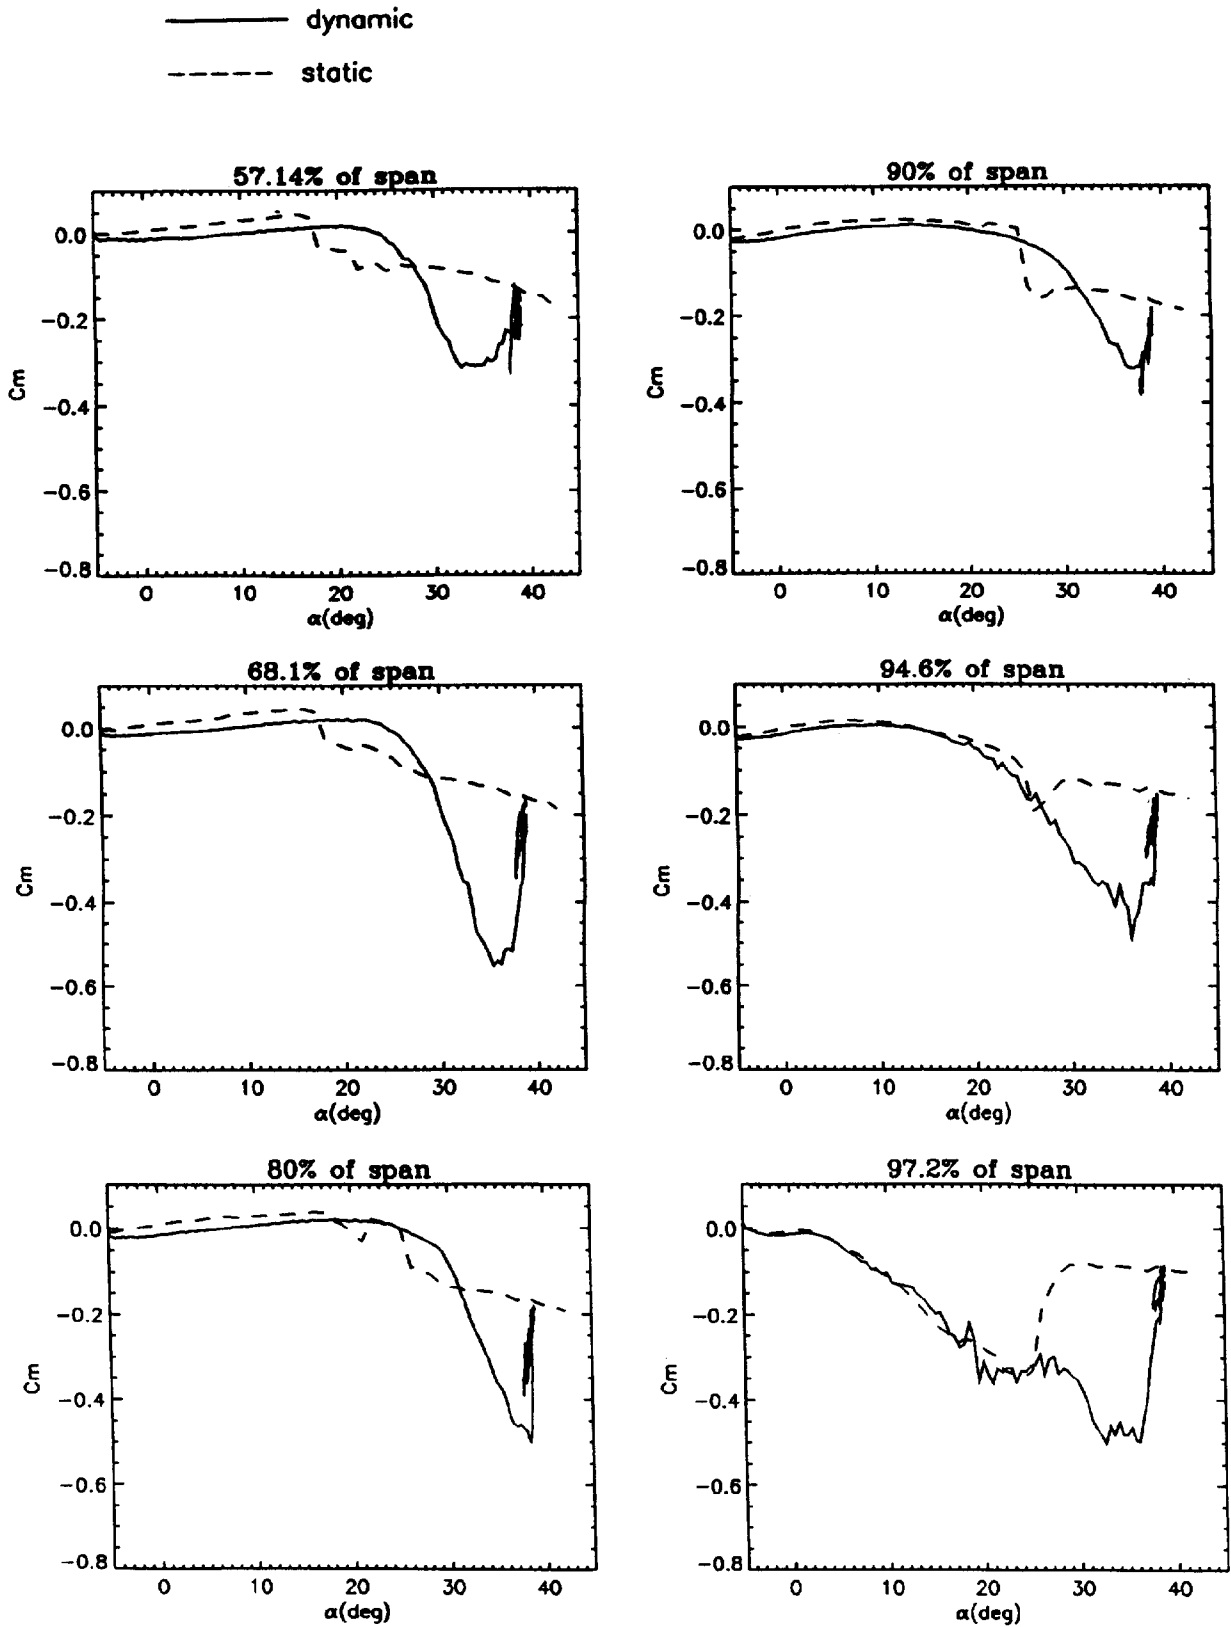 dynamic
static
57.14% of span
0.0
−0.2
−0.4
−0.6
−0.8
Cm
0 10 20 30 40
α(deg)
90% of span
0.0
−0.2
−0.4
−0.6
−0.8
Cm
0 10 20 30 40
α(deg)
68.1% of span
0.0
−0.2
−0.4
−0.6
−0.8
Cm
0 10 20 30 40
α(deg)
94.6% of span
0.0
−0.2
−0.4
−0.6
−0.8
Cm
0 10 20 30 40
α(deg)
80% of span
0.0
−0.2
−0.4
−0.6
−0.8
Cm
0 10 20 30 40
α(deg)
97.2% of span
0.0
−0.2
−0.4
−0.6
−0.8
Cm
0 10 20 30 40
α(deg)